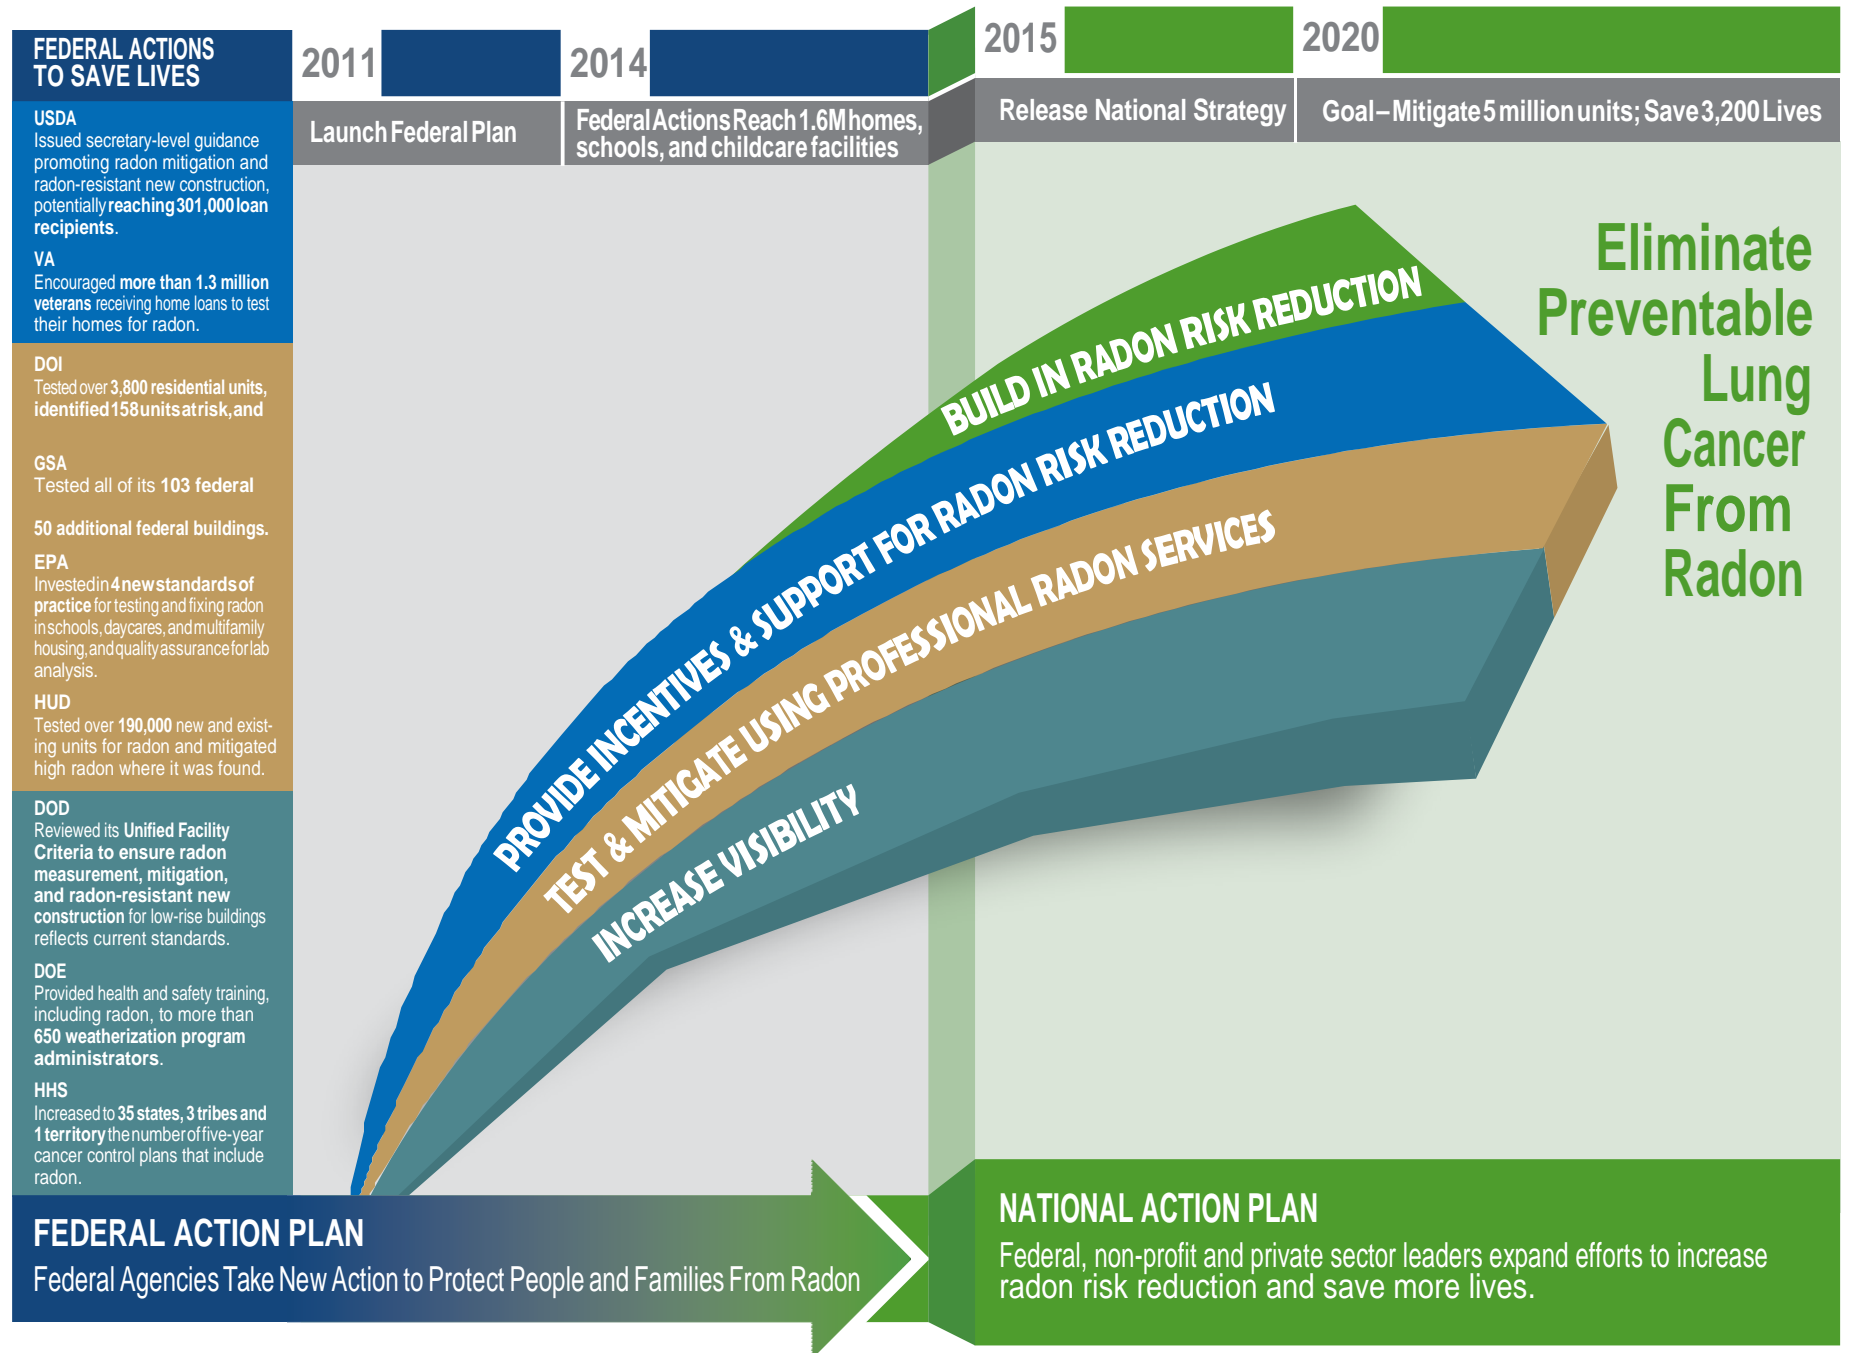 FEDERAL ACTIONS
TO SAVE LIVES
USDA
Issued secretary-level guidance
promoting radon mitigation and
radon-resistant new construction,
potentially reaching 301,000 loan
recipients.
VA
Encouraged more than 1.3 million
veterans receiving home loans to test
their homes for radon.
DOI
Tested over 3,800 residential units,
identified 158 units at risk, and
GSA
Tested all of its 103 federal
50 additional federal buildings.
EPA
Invested in 4 new standards of
practice for testing and fixing radon
in schools, daycares, and multifamily
housing, and quality assurance for lab
analysis.
HUD
Tested over 190,000 new and exist-
ing units for radon and mitigated
high radon where it was found.
DOD
Reviewed its Unified Facility
Criteria to ensure radon
measurement, mitigation,
and radon-resistant new
construction for low-rise buildings
reflects current standards.
DOE
Provided health and safety training,
including radon, to more than
650 weatherization program
administrators.
HHS
Increased to 35 states, 3 tribes and
1 territory the number of five-year
cancer control plans that include
radon.
2011
Launch Federal Plan
2014
Federal Actions Reach 1.6M homes,
schools, and childcare facilities
2015
Release National Strategy
2020
Goal–Mitigate 5 million units; Save 3,200 Lives
BUILD IN RADON RISK REDUCTION
PROVIDE INCENTIVES & SUPPORT FOR RADON RISK REDUCTION
TEST & MITIGATE USING PROFESSIONAL RADON SERVICES
INCREASE VISIBILITY
Eliminate
Preventable
Lung
Cancer
From
Radon
FEDERAL ACTION PLAN
Federal Agencies Take New Action to Protect People and Families From Radon
NATIONAL ACTION PLAN
Federal, non-profit and private sector leaders expand efforts to increase
radon risk reduction and save more lives.